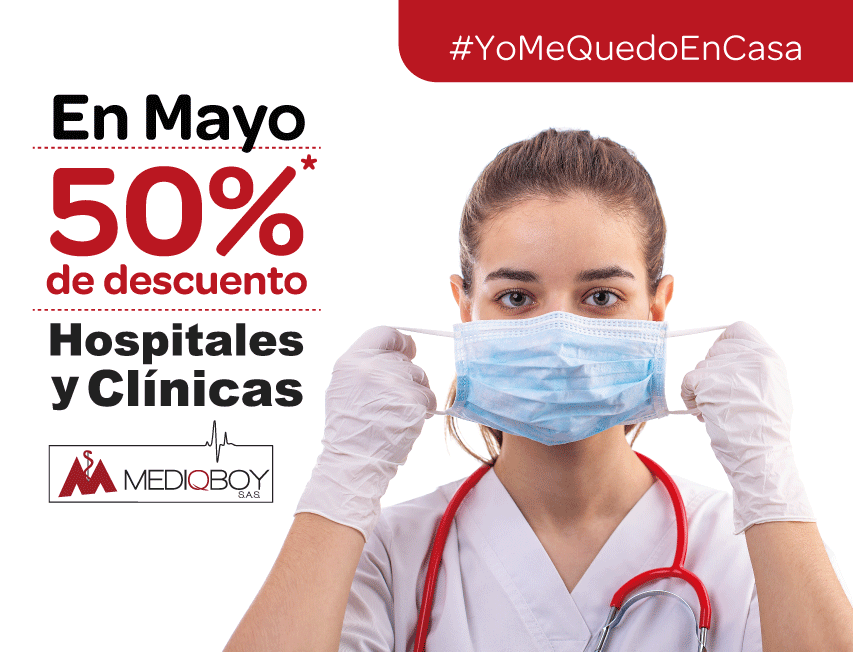 #YoMeQuedoEnCasa
En Mayo
50%*
de descuento
Hospitales
y Clínicas
MEDIQBOY
S.A.S.